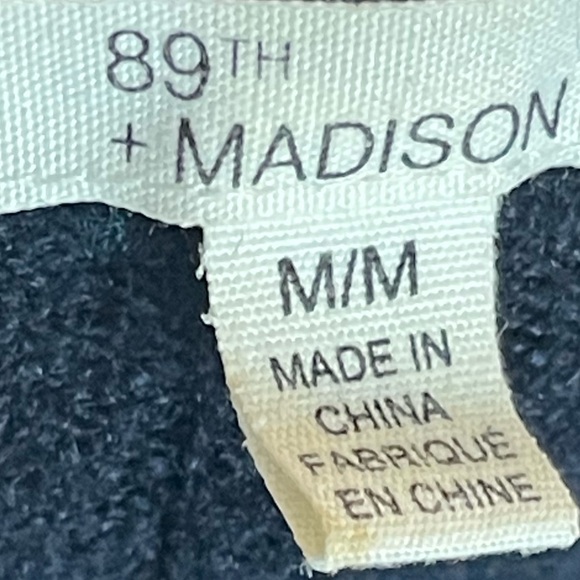 89TH
+ MADISON
M/M
MADE IN
CHINA
FABRIQUÉ
EN CHINE